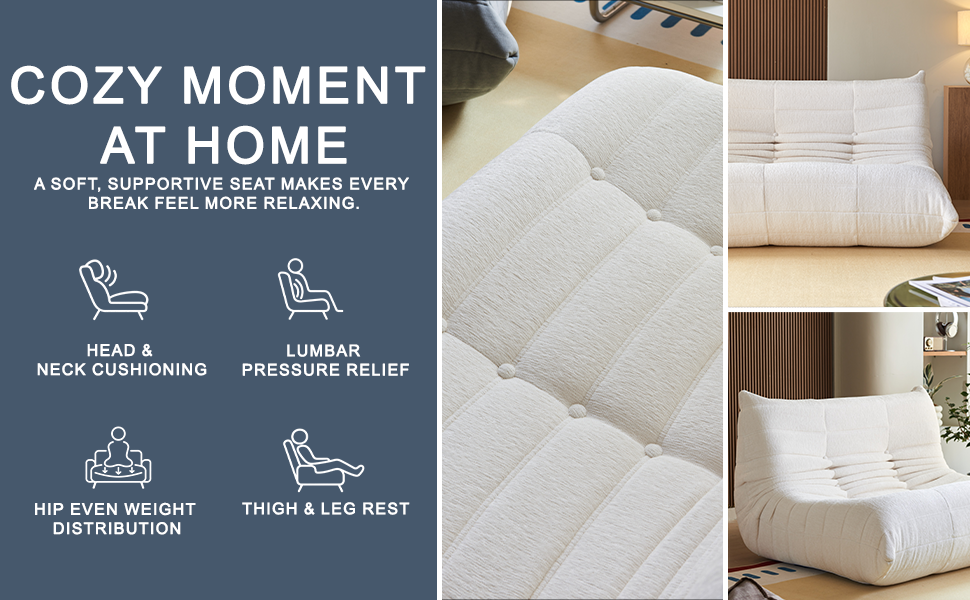 COZY MOMENT
AT HOME
A SOFT, SUPPORTIVE SEAT MAKES EVERY
BREAK FEEL MORE RELAXING.
HEAD &
NECK CUSHIONING
LUMBAR
PRESSURE RELIEF
HIP EVEN WEIGHT
DISTRIBUTION
THIGH & LEG REST